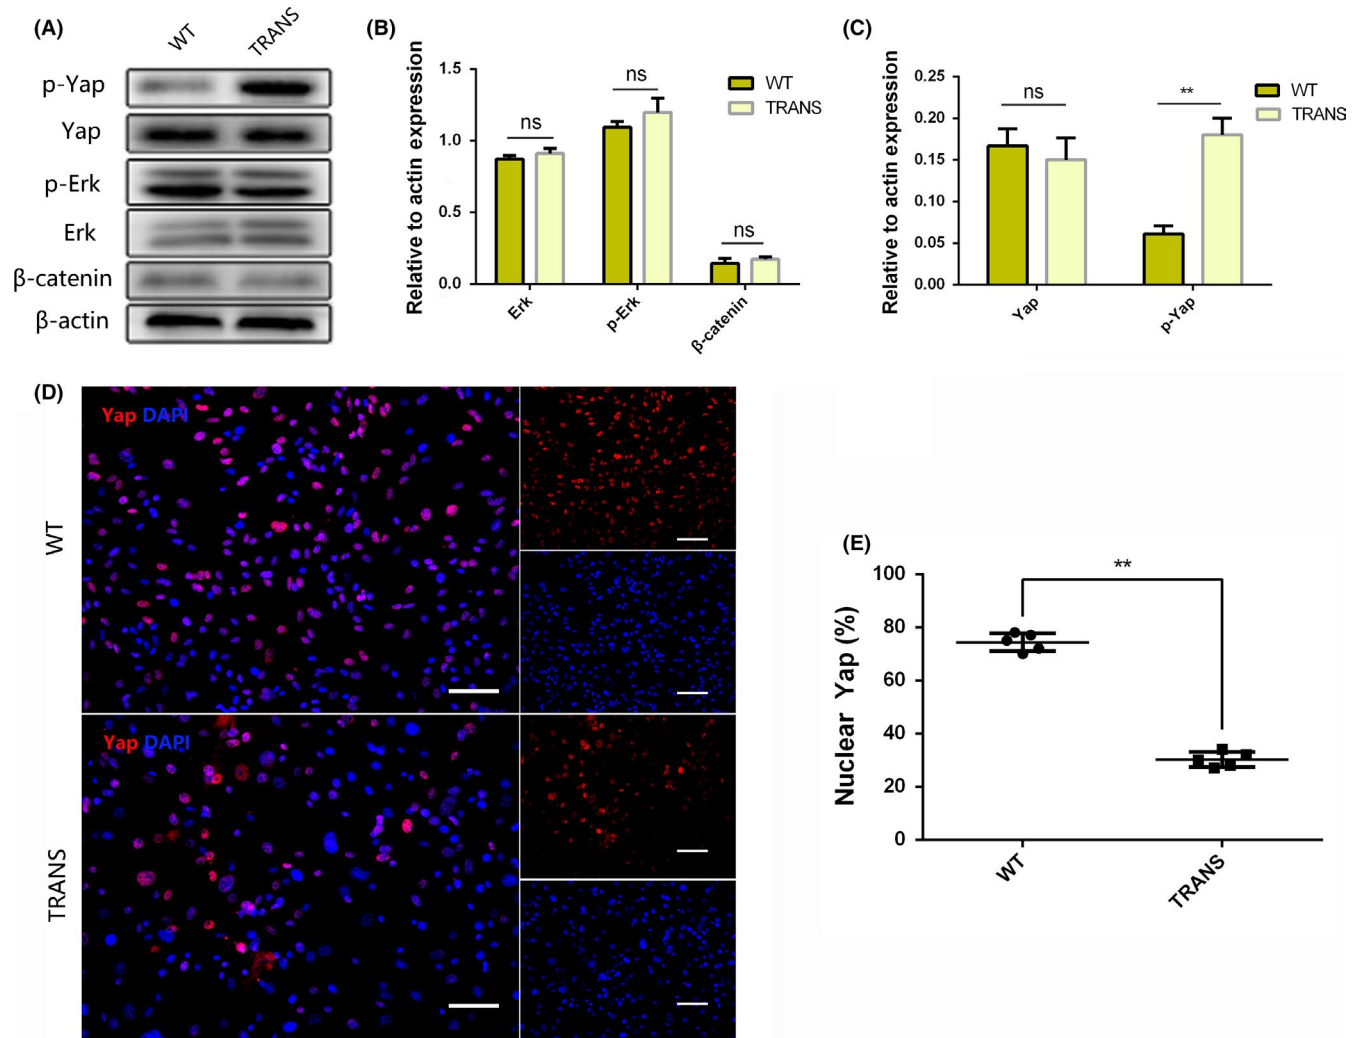 (A)
WT TRANS
p-Yap
Yap
p-Erk
Erk
β-catenin
β-actin
(B)
Relative to actin expression
1.5
1.0
0.5
0.0
ns
ns
ns
WT
TRANS
Erk
p-Erk
β-catenin
(C)
Relative to actin expression
0.25
0.20
0.15
0.10
0.05
0.00
ns
**
WT
TRANS
Yap
p-Yap
(D)
Yap DAPI
WT
Yap DAPI
TRANS
(E)
Nuclear Yap (%)
100
80
60
40
20
0
**
WT
TRANS